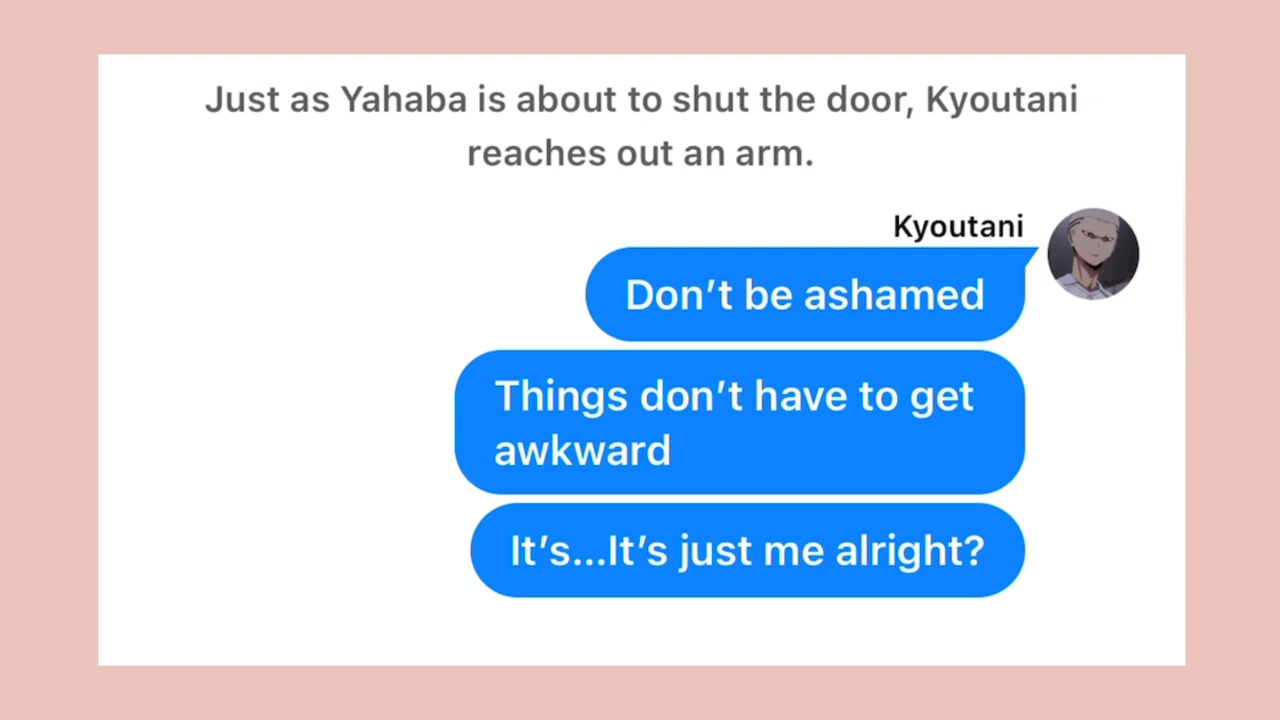 Just as Yahaba is about to shut the door, Kyoutani
reaches out an arm.
Kyoutani
Don’t be ashamed
Things don’t have to get
awkward
It’s...It’s just me alright?